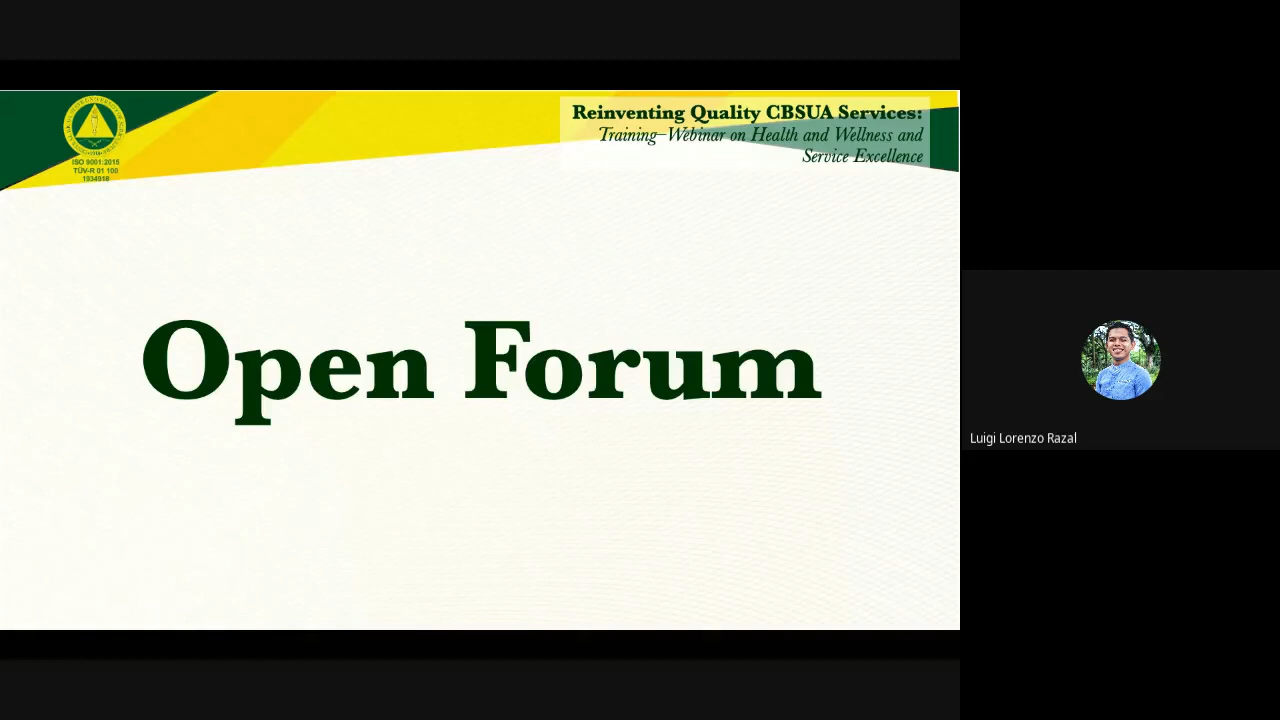 Reinventing Quality CBSUA Services:
Training–Webinar on Health and Wellness and
Service Excellence
ISO 9001:2015
TÜV-R 01 100
1934918
Open Forum
Luigi Lorenzo Razal